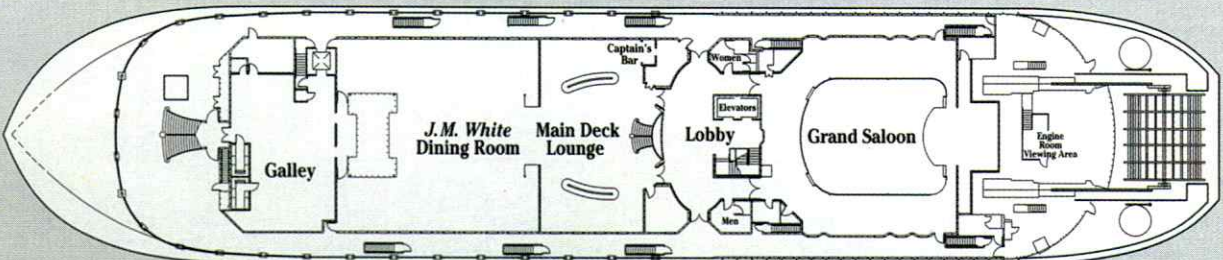 Captain's
Bar
Women
Elevators
J.M. White
Dining Room
Main Deck
Lounge
Lobby
Grand Saloon
Engine
Room
Viewing Area
Galley
Men